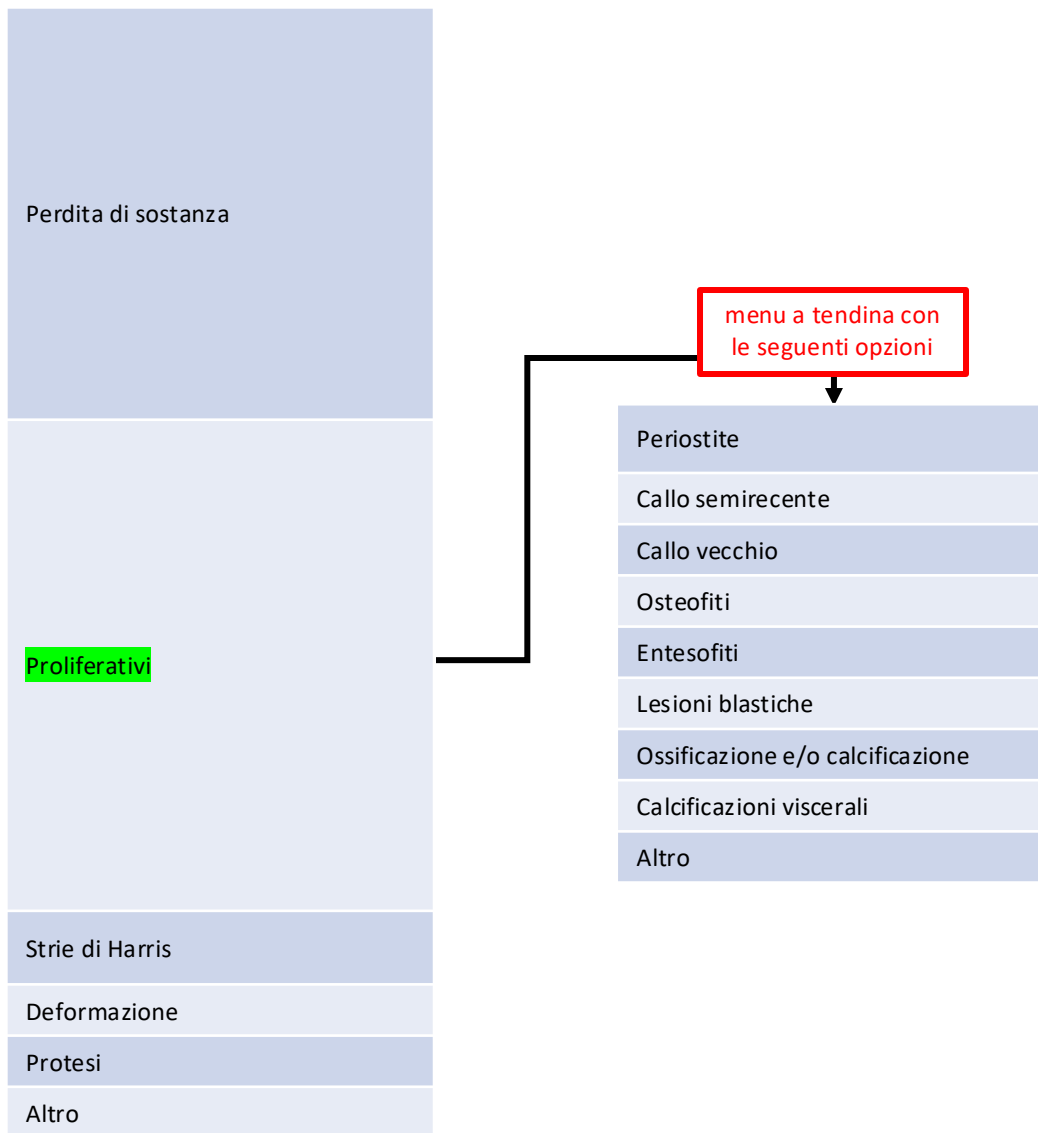 Perdita di sostanza
Proliferativi
Strie di Harris
Deformazione
Protesi
Altro
menu a tendina con
le seguenti opzioni
Periostite
Callo semirecente
Callo vecchio
Osteofiti
Entesofiti
Lesioni blastiche
Ossificazione e/o calcificazione
Calcificazioni viscerali
Altro